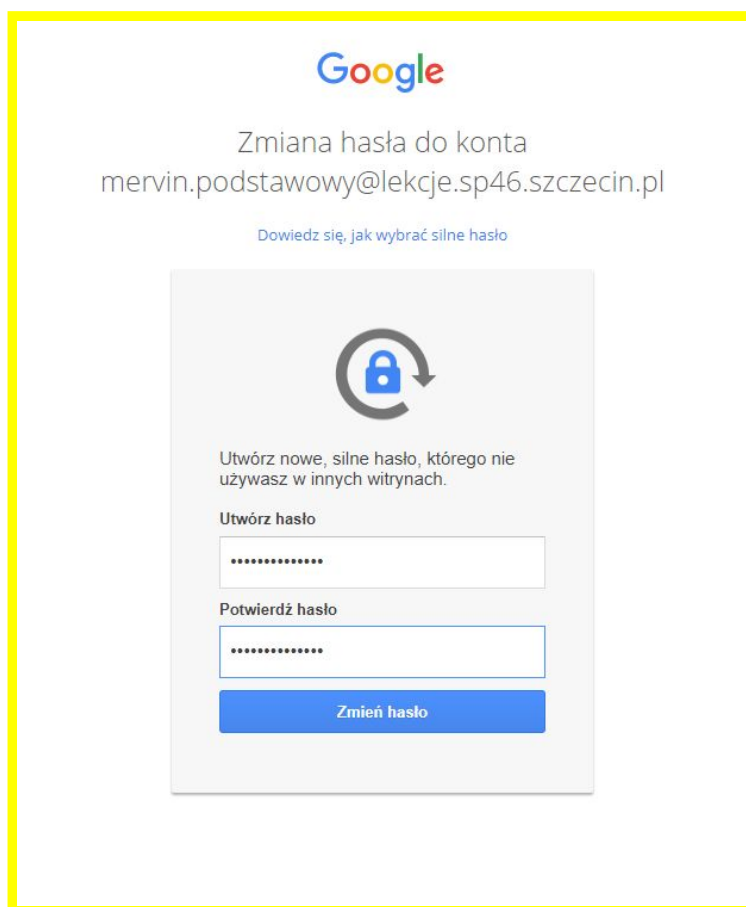 Google
Zmiana hasła do konta
mervin.podstawowy@lekcje.sp46.szczecin.pl
Dowiedz się, jak wybrać silne hasło
Utwórz nowe, silne hasło, którego nie
używasz w innych witrynach.
Utwórz hasło
••••••••••••••
Potwierdź hasło
••••••••••••••
Zmień hasło